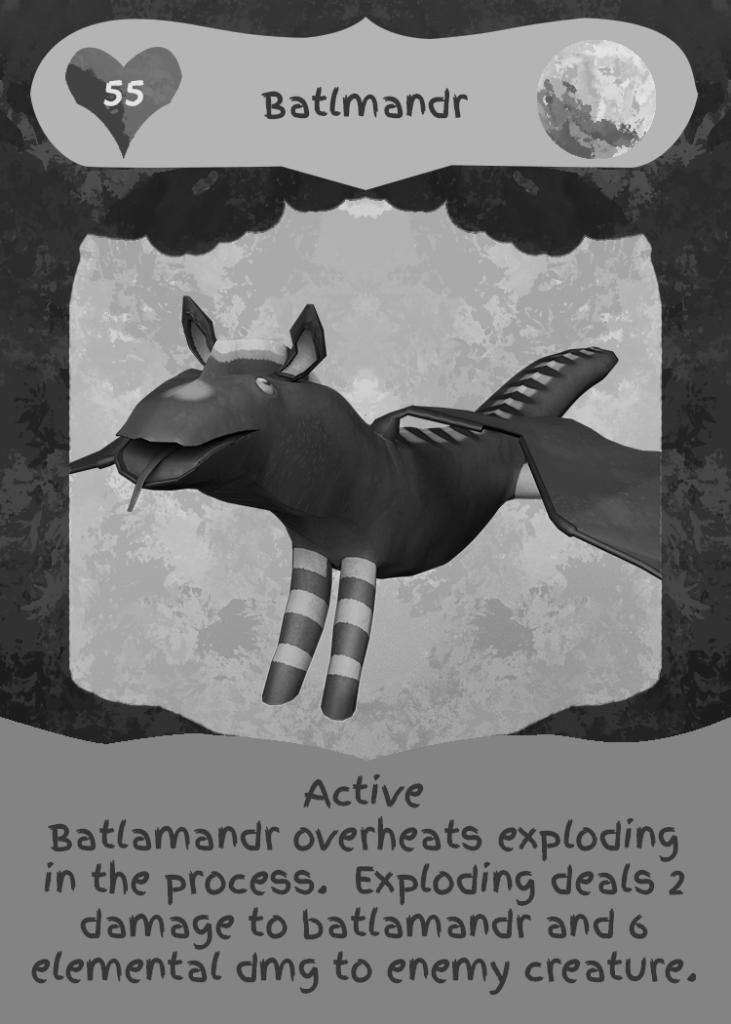 55
Batlmandr
Active
Batlamandr overheats exploding
in the process. Exploding deals 2
damage to batlamandr and 6
elemental dmg to enemy creature.